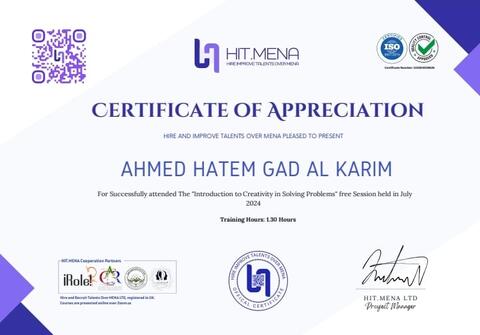 HIT.MENA
HIRE IMPROVE TALENTS OVER MENA
ISO
QUALITY CONTROL
APPROVED
CERTIFICATE OF APPRECIATION
HIRE AND IMPROVE TALENTS OVER MENA PLEASED TO PRESENT
AHMED HATEM GAD AL KARIM
For Successfully attended The "Introduction to Creativity in Solving Problems" free Session held in July
2024
Training Hours: 1.30 Hours
HIT.MENA Cooperation Partners
iRole!
Hire and Recruit Talents Over MENA LTD, registered in UK.
Courses are presented online over Zoom.us
HIRE IMPROVE TALENTS OVER MENA
OFFICAL CERTIFICATE
HIT.MENA LTD
Project Manager